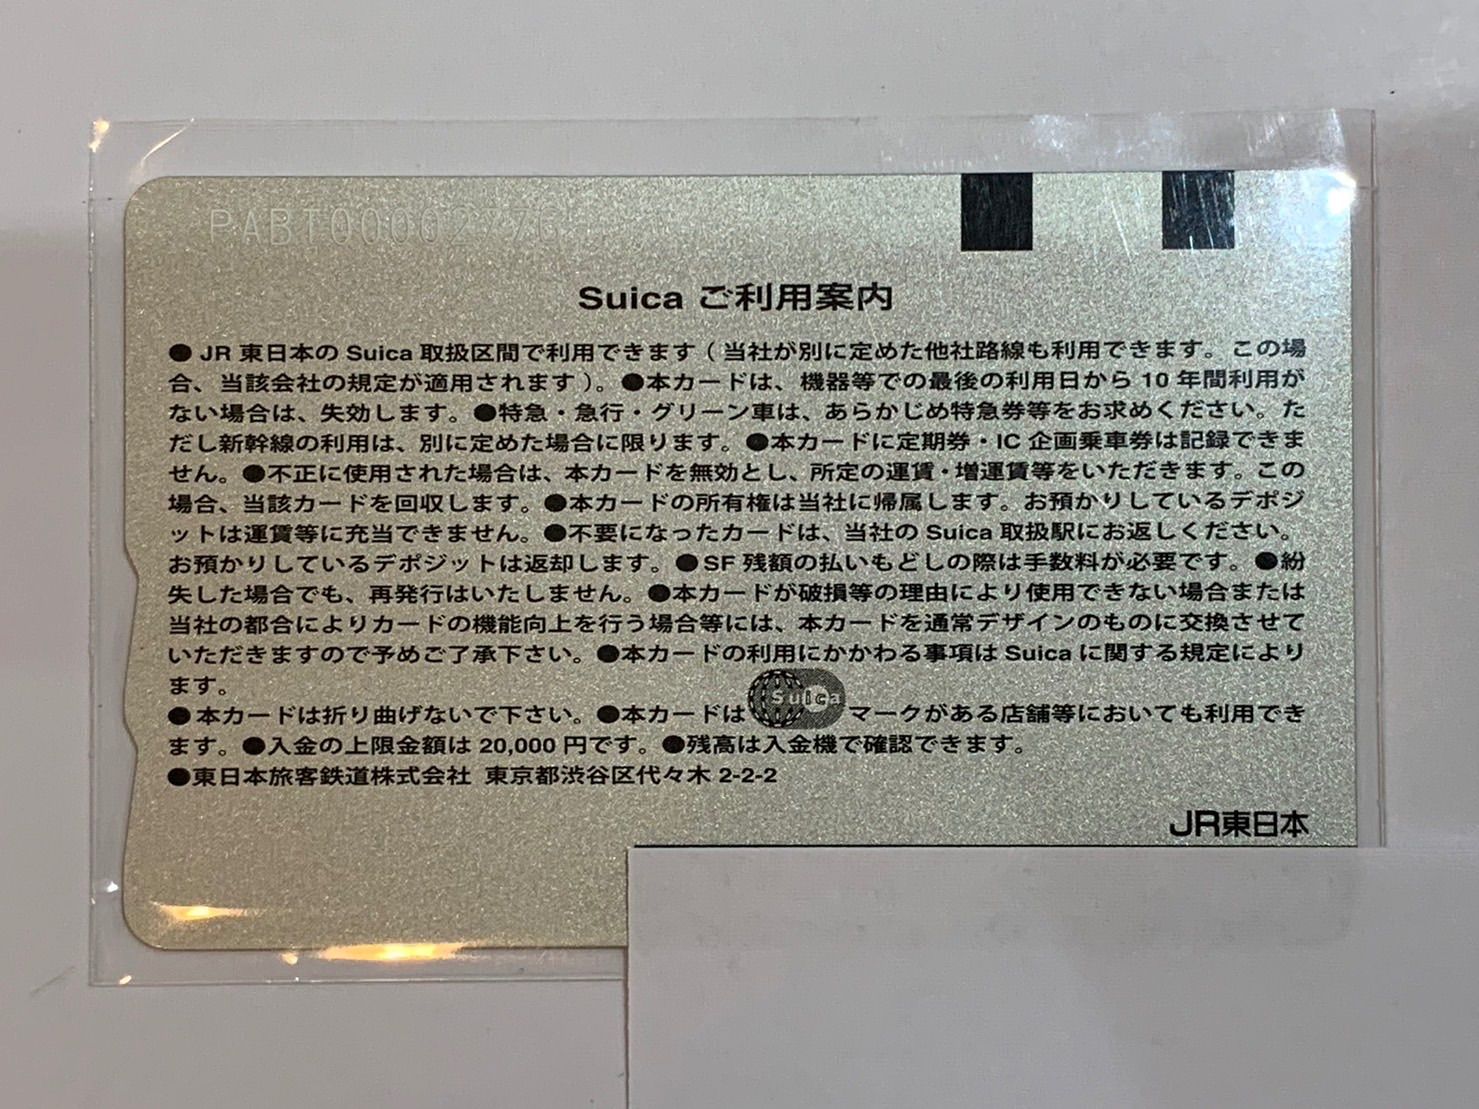 Suica ご利用案内
●JR 東日本の Suica 取扱区間で利用できます（当社が別に定めた他社路線も利用できます。この場
合、当該会社の規定が適用されます）。●本カードは、機器等での最後の利用日から 10 年間利用が
ない場合は、失効します。●特急・急行・グリーン車は、あらかじめ特急券等をお求めください。た
だし新幹線の利用は、別に定めた場合に限ります。●本カードに定期券・IC 企画乗車券は記録できま
せん。●不正に使用された場合は、本カードを無効とし、所定の運賃・増運賃等をいただきます。この
場合、当該カードを回収します。●本カードの所有権は当社に帰属します。お預かりしているデポジ
ットは運賃等に充当できません。●不要になったカードは、当社の Suica 取扱駅にお返しください。
お預かりしているデポジットは返却します。●SF 残額の払いもどしの際は手数料が必要です。●紛
失した場合でも、再発行はいたしません。●本カードが破損等の理由により使用できない場合または
当社の都合によりカードの機能向上を行う場合等には、本カードを通常デザインのものに交換させて
いただきますので予めご了承下さい。●本カードの利用にかかわる事項は Suica に関する規定により
ます。
●本カードは折り曲げないで下さい。●本カードは Suica マークがある店舗等においても利用でき
ます。●入金の上限金額は 20,000 円です。●残高は入金機で確認できます。
●東日本旅客鉄道株式会社 東京都渋谷区代々木 2-2-2
JR東日本